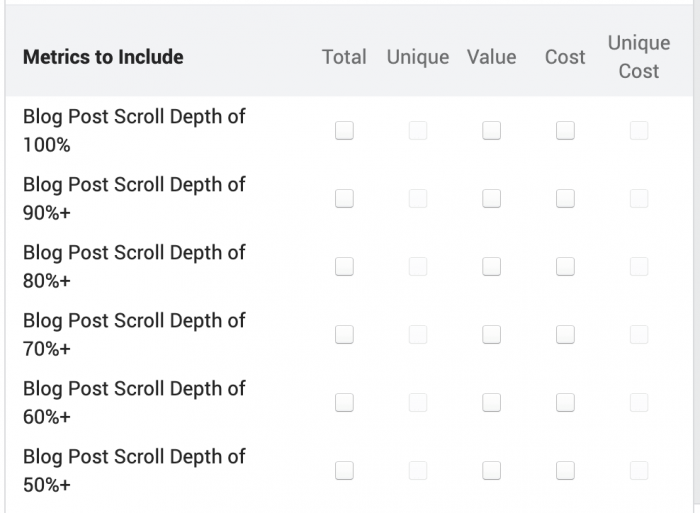 Metrics to Include Total Unique Value Cost Unique Cost
Blog Post Scroll Depth of
100%
Blog Post Scroll Depth of
90%+
Blog Post Scroll Depth of
80%+
Blog Post Scroll Depth of
70%+
Blog Post Scroll Depth of
60%+
Blog Post Scroll Depth of
50%+